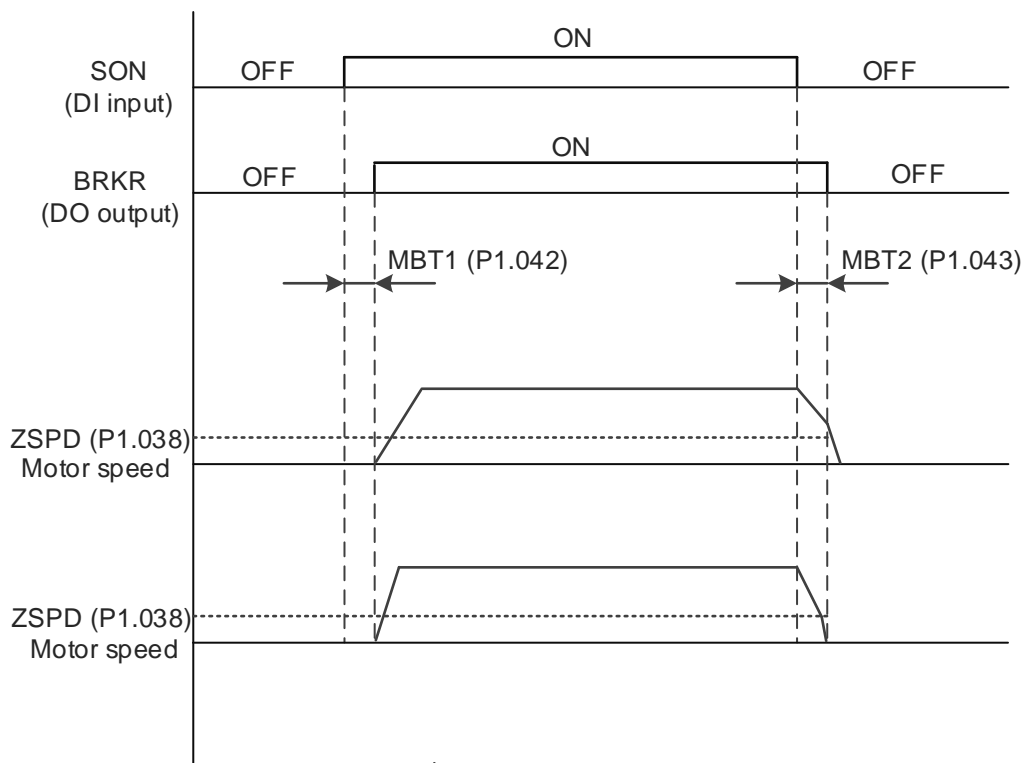 ON
SON
(DI input)
OFF
OFF
ON
BRKR
(DO output)
OFF
OFF
MBT1 (P1.042)
MBT2 (P1.043)
ZSPD (P1.038)
Motor speed
ZSPD (P1.038)
Motor speed